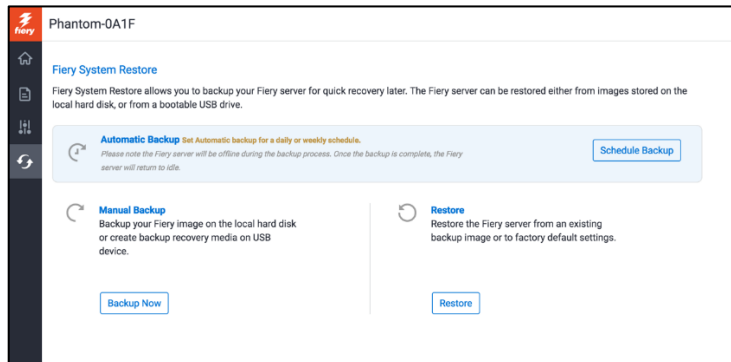 fiery
Phantom-0A1F
Fiery System Restore
Fiery System Restore allows you to backup your Fiery server for quick recovery later. The Fiery server can be restored either from images stored on the
local hard disk, or from a bootable USB drive.
Automatic Backup Set Automatic backup for a daily or weekly schedule.
Please note the Fiery server will be offline during the backup process. Once the backup is complete, the Fiery
server will return to idle.
Schedule Backup
Manual Backup
Backup your Fiery image on the local hard disk
or create backup recovery media on USB
device.
Backup Now
Restore
Restore the Fiery server from an existing
backup image or to factory default settings.
Restore